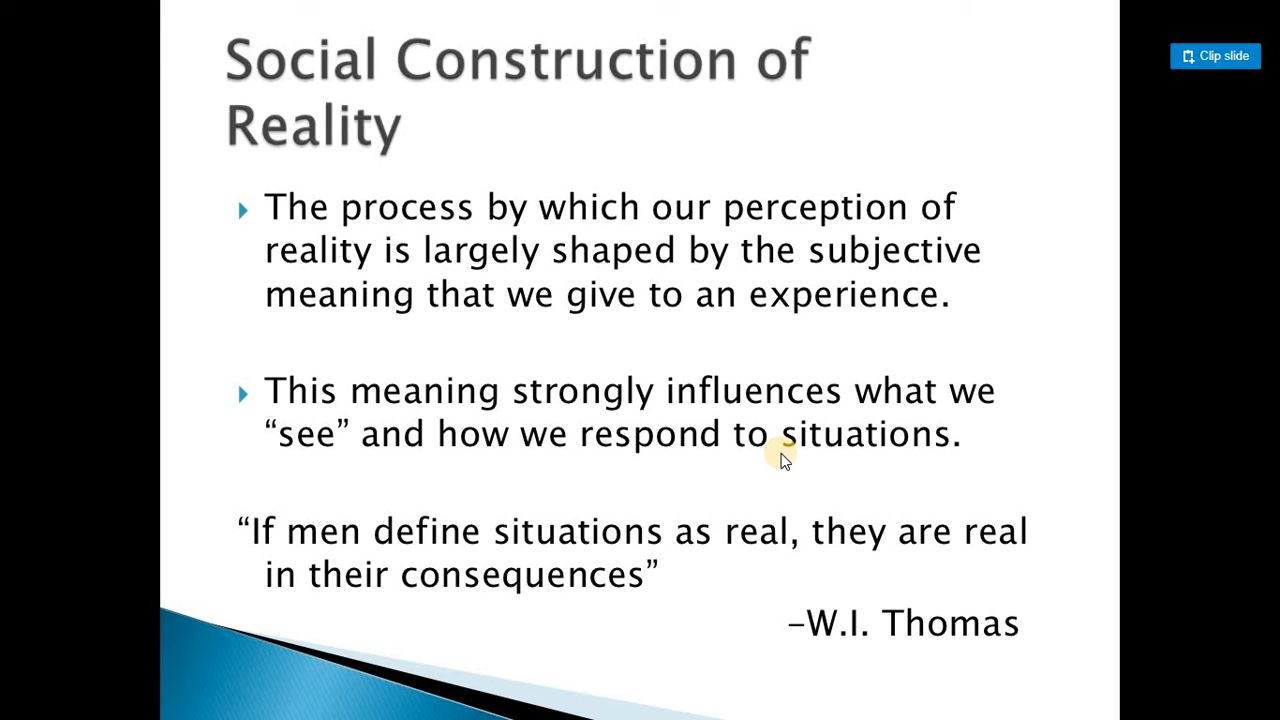 Social Construction of
Reality
Clip slide
The process by which our perception of
reality is largely shaped by the subjective
meaning that we give to an experience.
This meaning strongly influences what we
“see” and how we respond to situations.
“If men define situations as real, they are real
in their consequences”
–W.I. Thomas